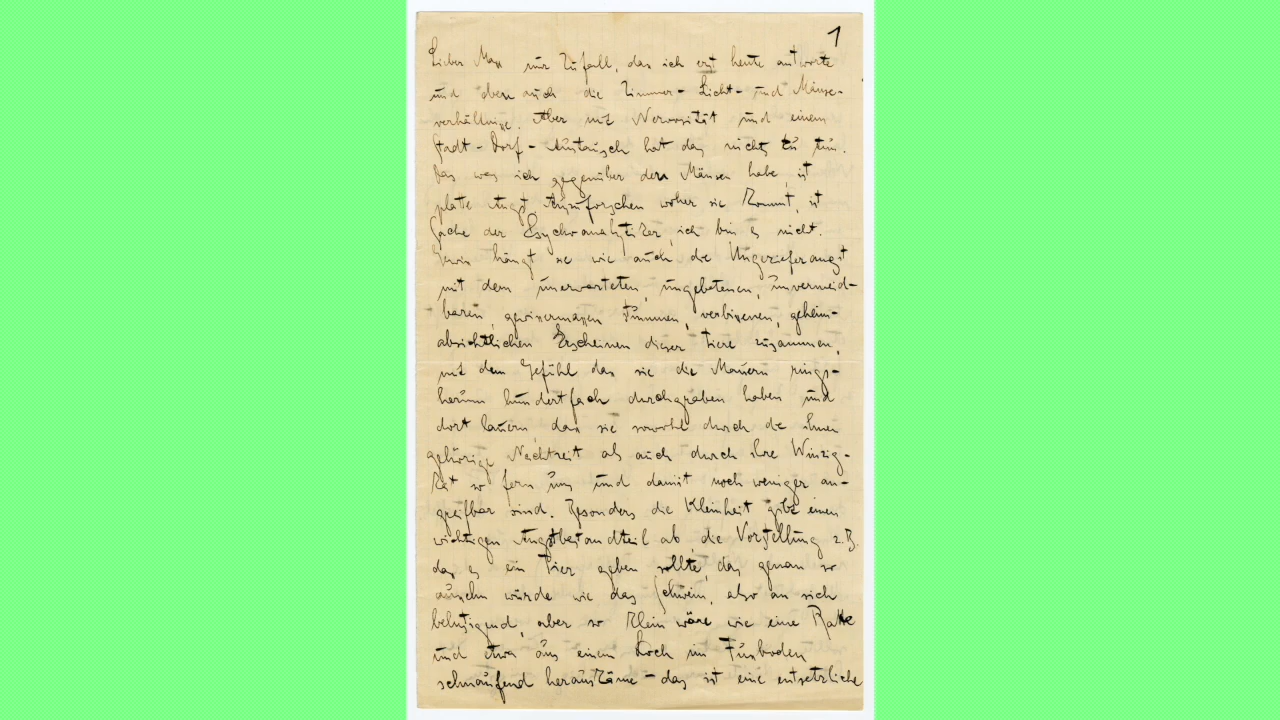 1
Lieber Max nur Zufall, das ich erst heute antworte
und eben auch die Zimmer- Licht- und Mäuse-
verhältnisse. Aber mit Nervosität und einem
Stadt-Dorf-Austausch hat das nichts zu tun.
Das was ich gegenüber den Mäusen habe, ist
platte Angst. Auszuforschen woher sie kommt, ist
Sache der Psychoanalytiker, ich bin es nicht.
Gewis hängt sie wie auch die Ungezieferangst
mit dem unerwarteten, ungebetenen, unvermeid-
baren, gewissermassen stummen, verbissenen, geheim-
absichtlichen Erscheinen dieser Tiere zusammen,
mit dem Gefühl das sie die Mauern rings-
herum hundertfach durchgraben haben und
dort lauern, dass sie sowohl durch die ihnen
gehörige Nachtzeit als auch durch ihre Winzig-
keit so fern uns und damit noch weniger an-
greifbar sind. Besonders die Kleinheit gibt einen
wichtigen Angstbestandteil ab, die Vorstellung z.B.
das es ein Tier geben sollte, das genau so
aussehn würde wie das Schwein, also an sich
belustigend, aber so klein wäre wie eine Ratte
und etwa aus einem Loch im Fussboden
schnaufend herauskäme - das ist eine entsetzliche